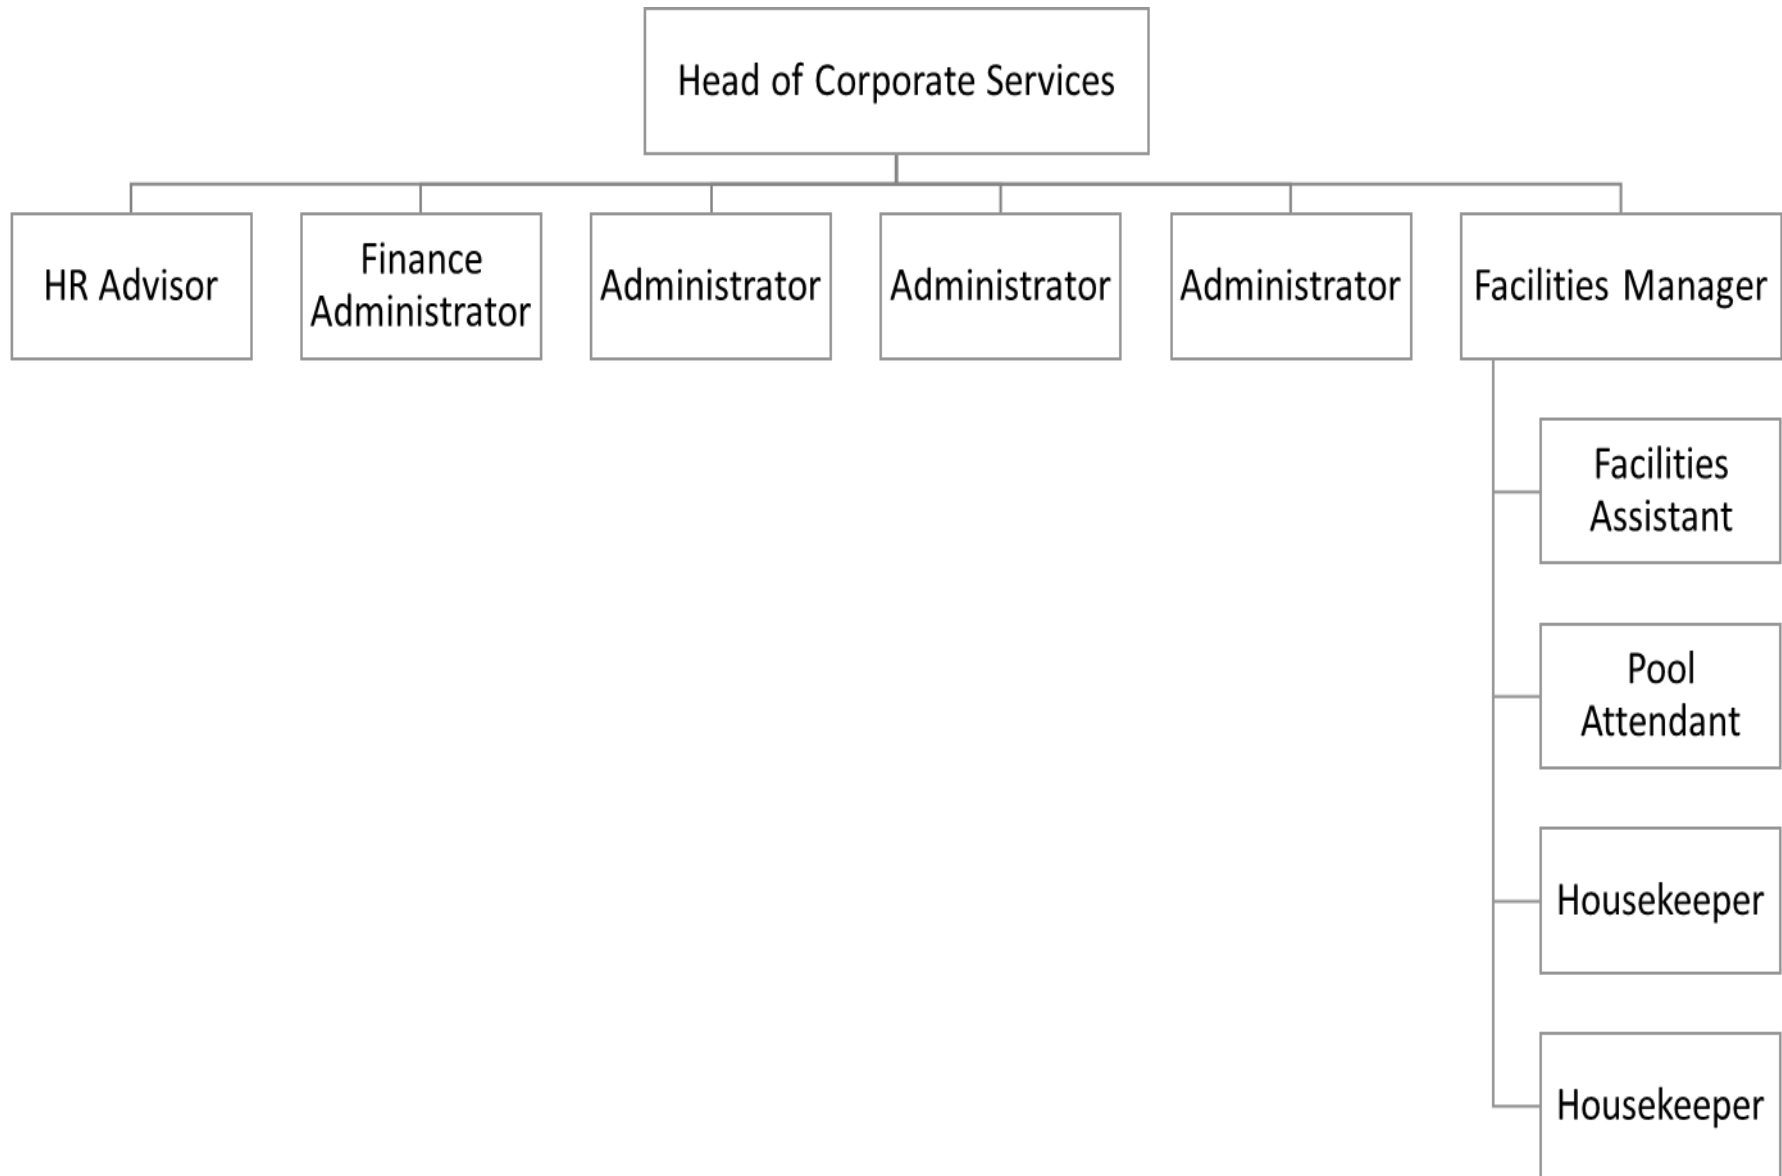 Head of Corporate Services
HR Advisor
Finance
Administrator
Administrator
Administrator
Administrator
Facilities Manager
Facilities
Assistant
Pool
Attendant
Housekeeper
Housekeeper